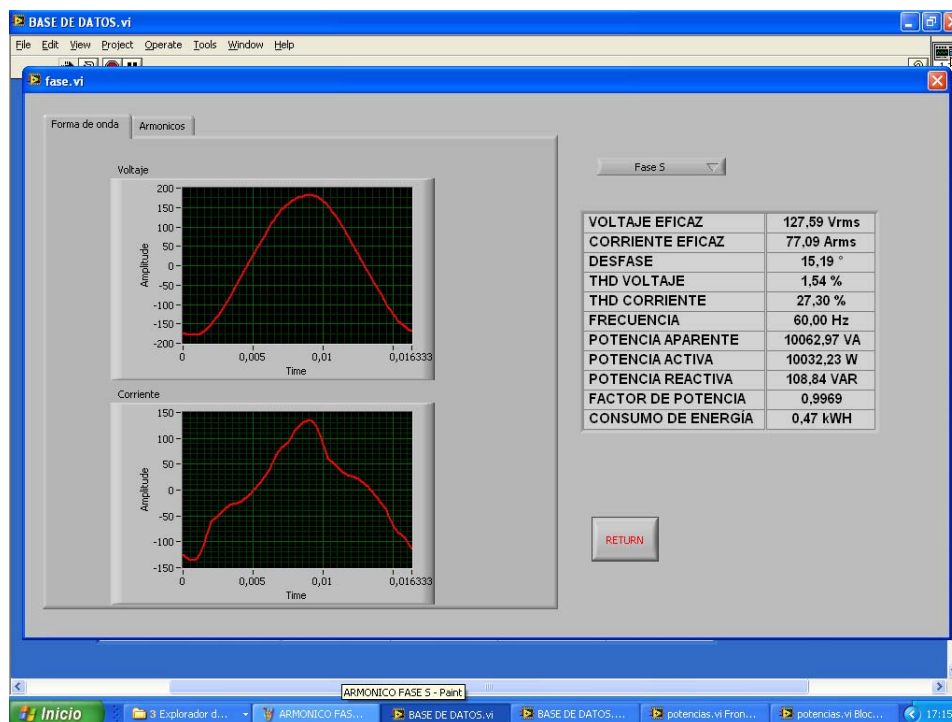 BASE DE DATOS.vi
File Edit View Project Operate Tools Window Help
fase.vi
Forma de onda Armonicos
Fase S
Voltaje
Amplitude
200
150
100
50
0
-50
-100
-150
-200
0 0,005 0,01 0,016333
Time
Corriente
Amplitude
150
100
50
0
-50
-100
-150
0 0,005 0,01 0,016333
Time
VOLTAJE EFICAZ 127,59 Vrms
CORRIENTE EFICAZ 77,09 Arms
DESFASE 15,19 °
THD VOLTAJE 1,54 %
THD CORRIENTE 27,30 %
FRECUENCIA 60,00 Hz
POTENCIA APARENTE 10062,97 VA
POTENCIA ACTIVA 10032,23 W
POTENCIA REACTIVA 108,84 VAR
FACTOR DE POTENCIA 0,9969
CONSUMO DE ENERGÍA 0,47 kWH
RETURN
ARMONICO FASE S - Paint
Inicio 3 Explorador d... ARMONICO FAS... BASE DE DATOS.vi BASE DE DATOS.... potencias.vi Fron... potencias.vi Bloc...